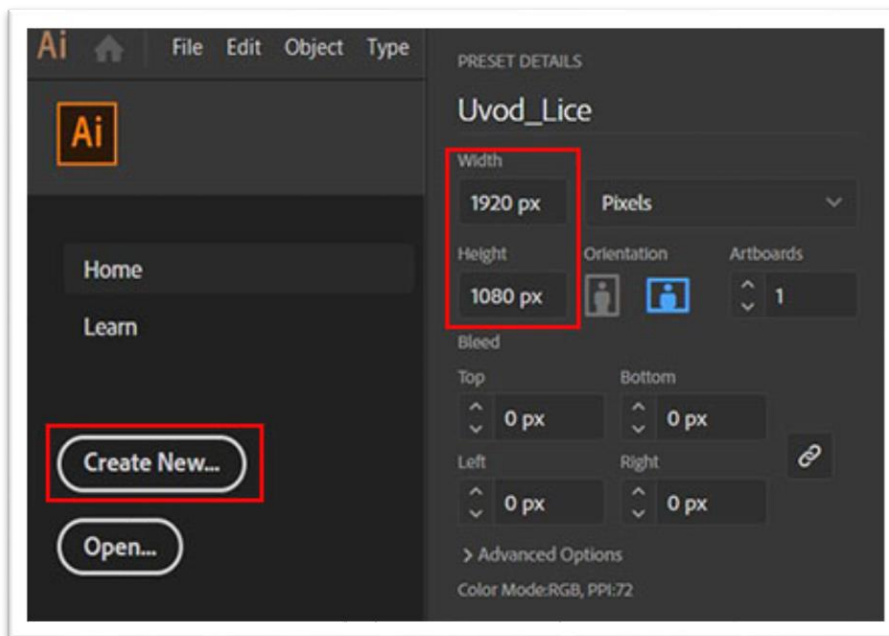 Ai File Edit Object Type
Ai
Home
Learn
Create New...
Open...
PRESET DETAILS
Uvod_Lice
Width
1920 px Pixels
Height Orientation Artboards
1080 px 1
Bleed
Top Bottom
0 px 0 px
Left Right
0 px 0 px
> Advanced Options
Color Mode:RGB, PPI:72